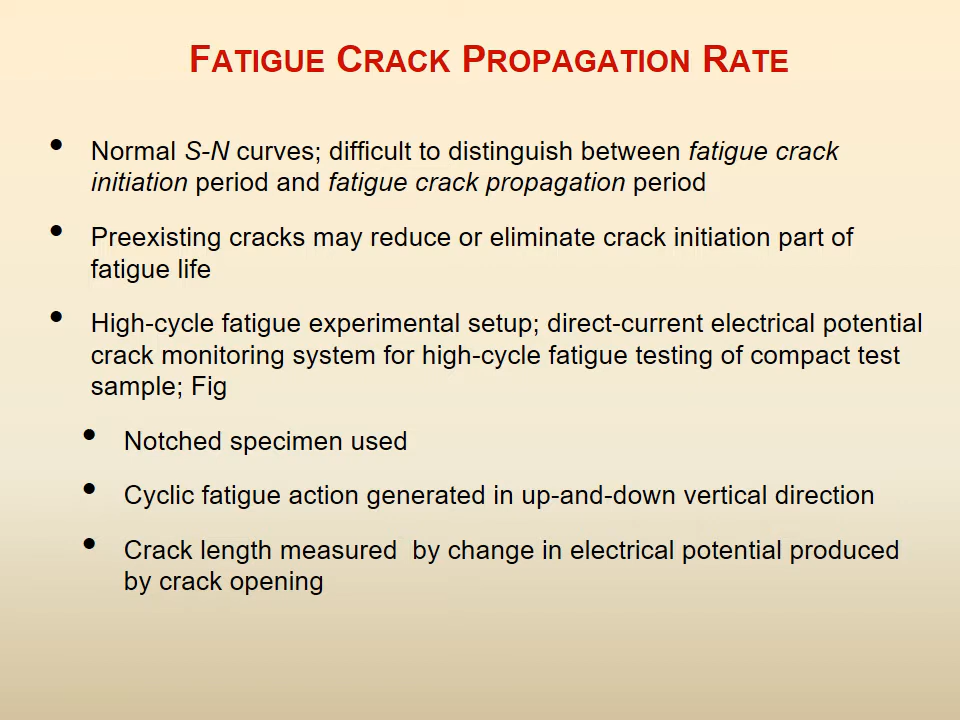 FATIGUE CRACK PROPAGATION RATE
• Normal S-N curves; difficult to distinguish between fatigue crack
initiation period and fatigue crack propagation period
• Preexisting cracks may reduce or eliminate crack initiation part of
fatigue life
• High-cycle fatigue experimental setup; direct-current electrical potential
crack monitoring system for high-cycle fatigue testing of compact test
sample; Fig
• Notched specimen used
• Cyclic fatigue action generated in up-and-down vertical direction
• Crack length measured  by change in electrical potential produced
by crack opening